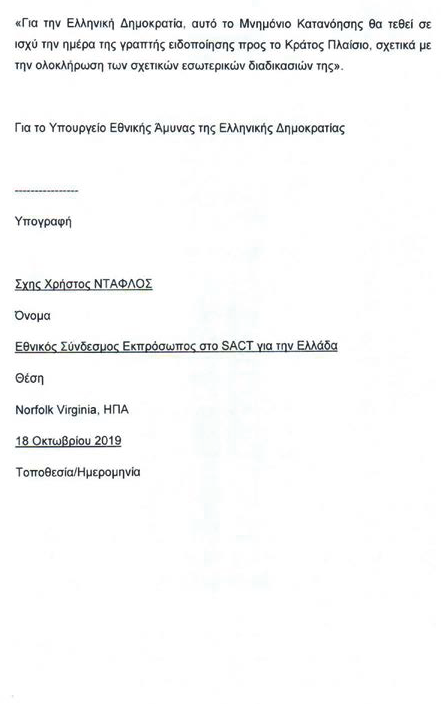 «Για την Ελληνική Δημοκρατία, αυτό το Μνημόνιο Κατανόησης θα τεθεί σε
ισχύ την ημέρα της γραπτής ειδοποίησης προς το Κράτος Πλαίσιο, σχετικά με
την ολοκλήρωση των σχετικών εσωτερικών διαδικασιών της».
Για το Υπουργείο Εθνικής Άμυνας της Ελληνικής Δημοκρατίας
----------------
Υπογραφή
Σχης Χρήστος ΝΤΑΦΛΟΣ
Όνομα
Εθνικός Σύνδεσμος Εκπρόσωπος στο SACT για την Ελλάδα
Θέση
Norfolk Virginia, ΗΠΑ
18 Οκτωβρίου 2019
Τοποθεσία/Ημερομηνία